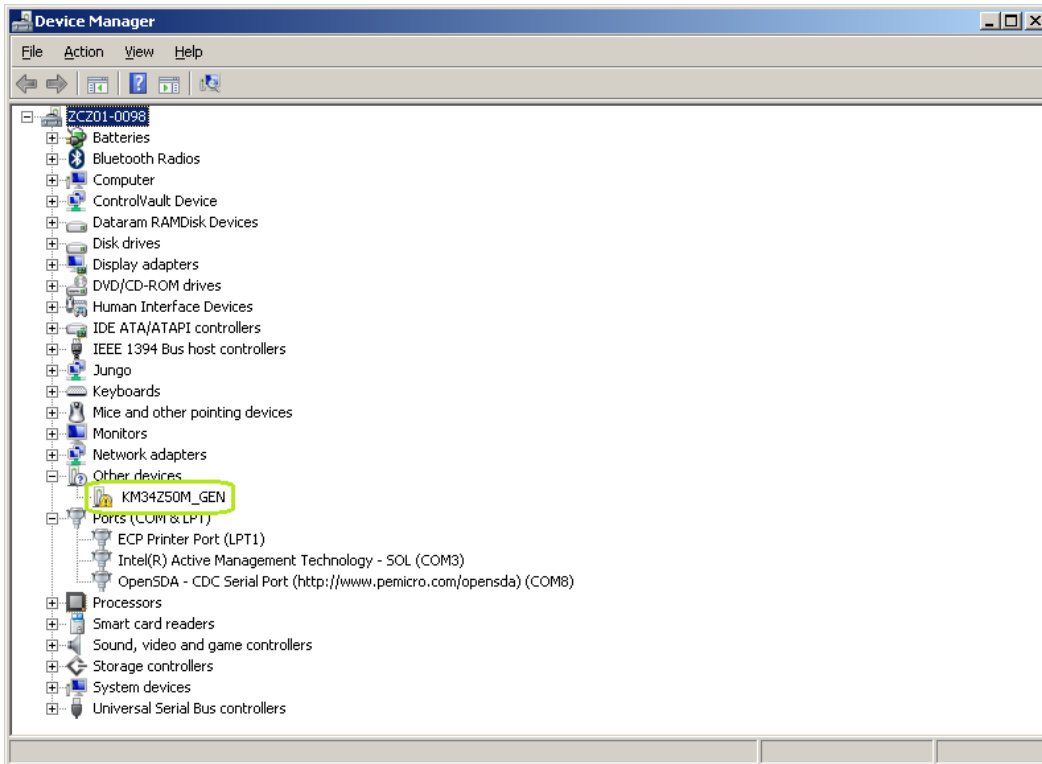 Device Manager
File Action View Help
ZCZ01-0098
Batteries
Bluetooth Radios
Computer
ControlVault Device
Dataram RAMDisk Devices
Disk drives
Display adapters
DVD/CD-ROM drives
Human Interface Devices
IDE ATA/ATAPI controllers
IEEE 1394 Bus host controllers
Jungo
Keyboards
Mice and other pointing devices
Monitors
Network adapters
Other devices
KM34Z50M_GEN
Ports (COM & LPT)
ECP Printer Port (LPT1)
Intel(R) Active Management Technology - SOL (COM3)
OpenSDA - CDC Serial Port (http://www.pemicro.com/opensda) (COM8)
Processors
Smart card readers
Sound, video and game controllers
Storage controllers
System devices
Universal Serial Bus controllers